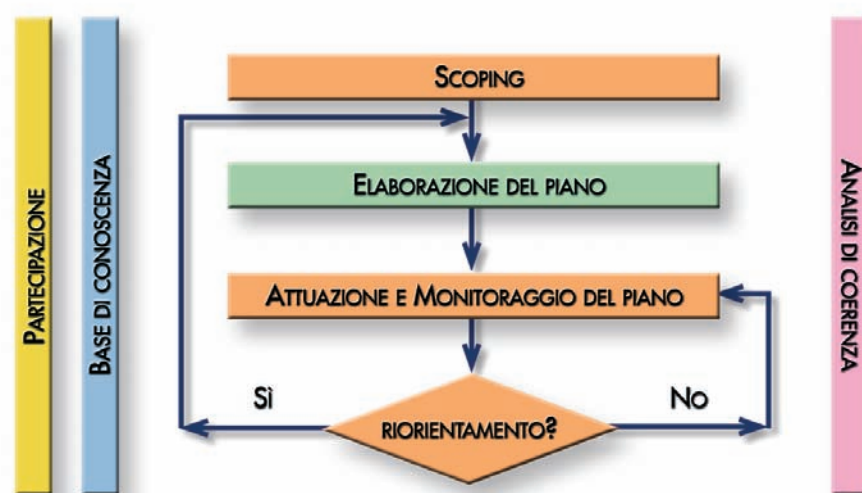 PARTECIPAZIONE
BASE DI CONOSCENZA
SCOPING
ELABORAZIONE DEL PIANO
ATTUAZIONE E MONITORAGGIO DEL PIANO
Sì
No
RIORIENTAMENTO?
ANALISI DI COERENZA